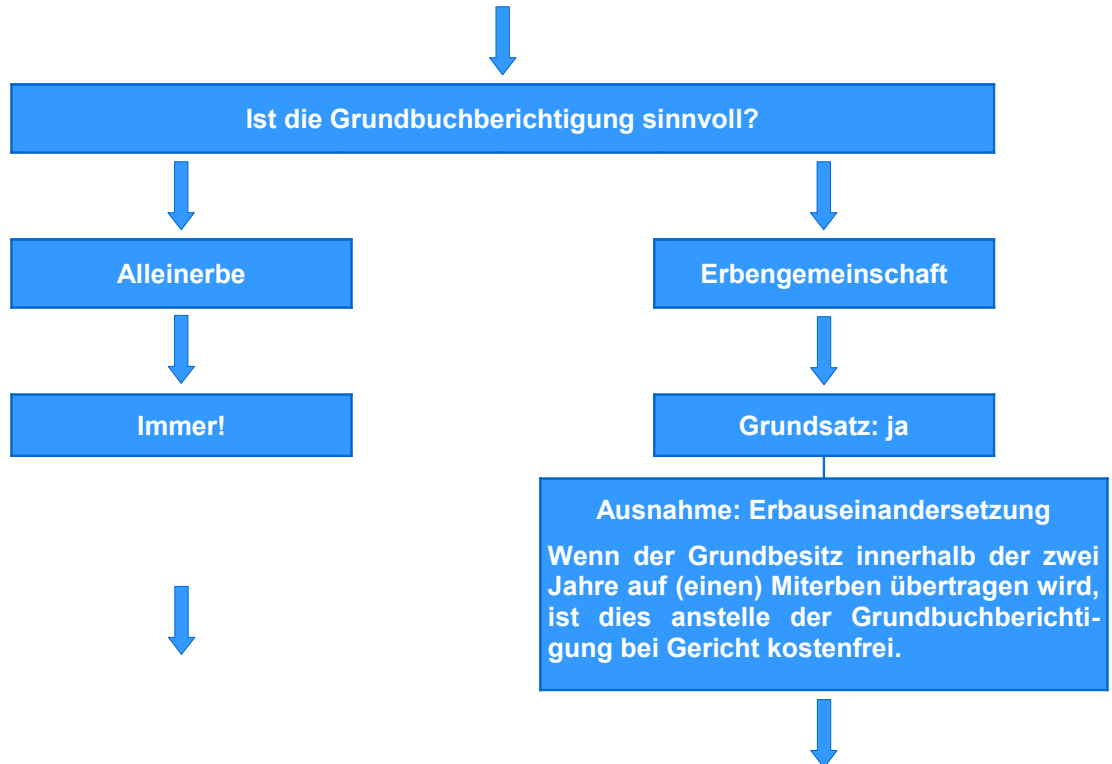 Ist die Grundbuchberichtigung sinnvoll?
Alleinerbe
Erbengemeinschaft
Immer!
Grundsatz: ja
Ausnahme: Erbauseinandersetzung
Wenn der Grundbesitz innerhalb der zwei
Jahre auf (einen) Miterben übertragen wird,
ist dies anstelle der Grundbuchberichti-
gung bei Gericht kostenfrei.